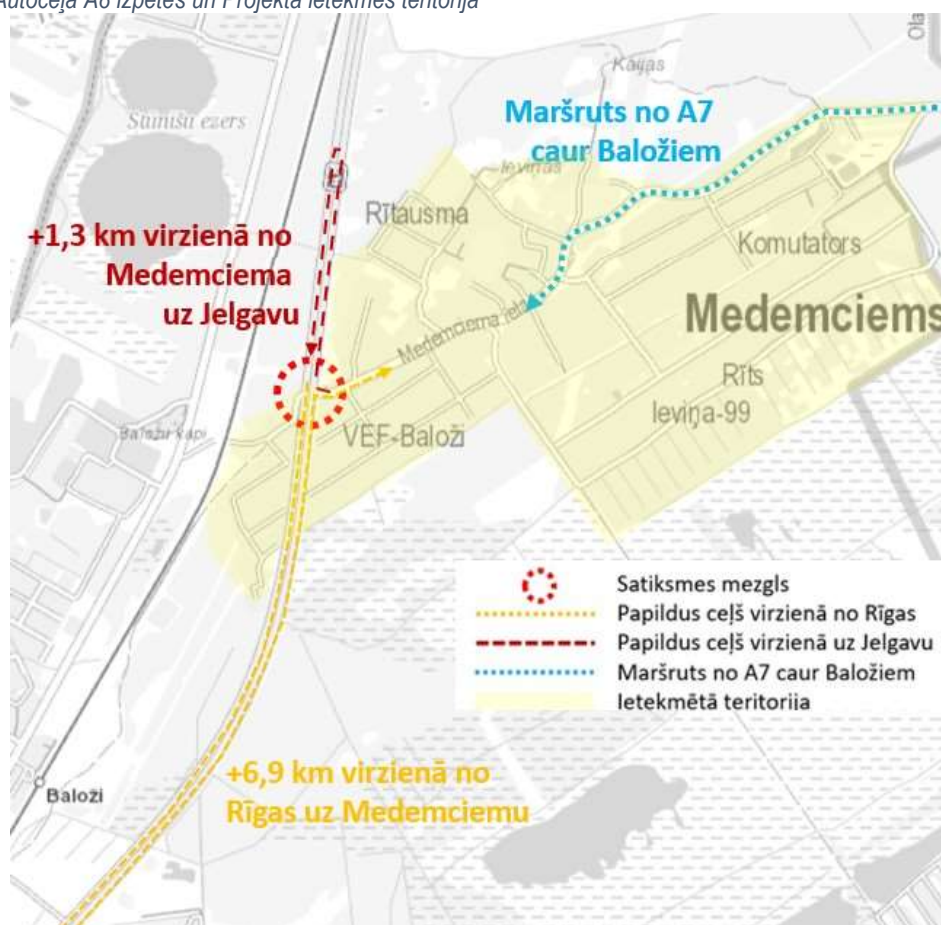 Autoceļa A8 izpētes un Projekta ietekmes teritorija
Kāijas
Stūnīšu ezers
Maršruts no A7
caur Baložiem
Ieviņas
Rītausma
+1,3 km virzienā no
Medemciema
uz Jelgavu
Komutators
Medemciems
Medemciema iela
Rīts
Ieviņa-99
Baložu kapi
VEF-Baloži
Satiksmes mezgls
Papildus ceļš virzienā no Rīgas
Papildus ceļš virzienā uz Jelgavu
Maršruts no A7 caur Baložiem
Ietekmētā teritorija
+6,9 km virzienā no
Rīgas uz Medemciemu
Baloži